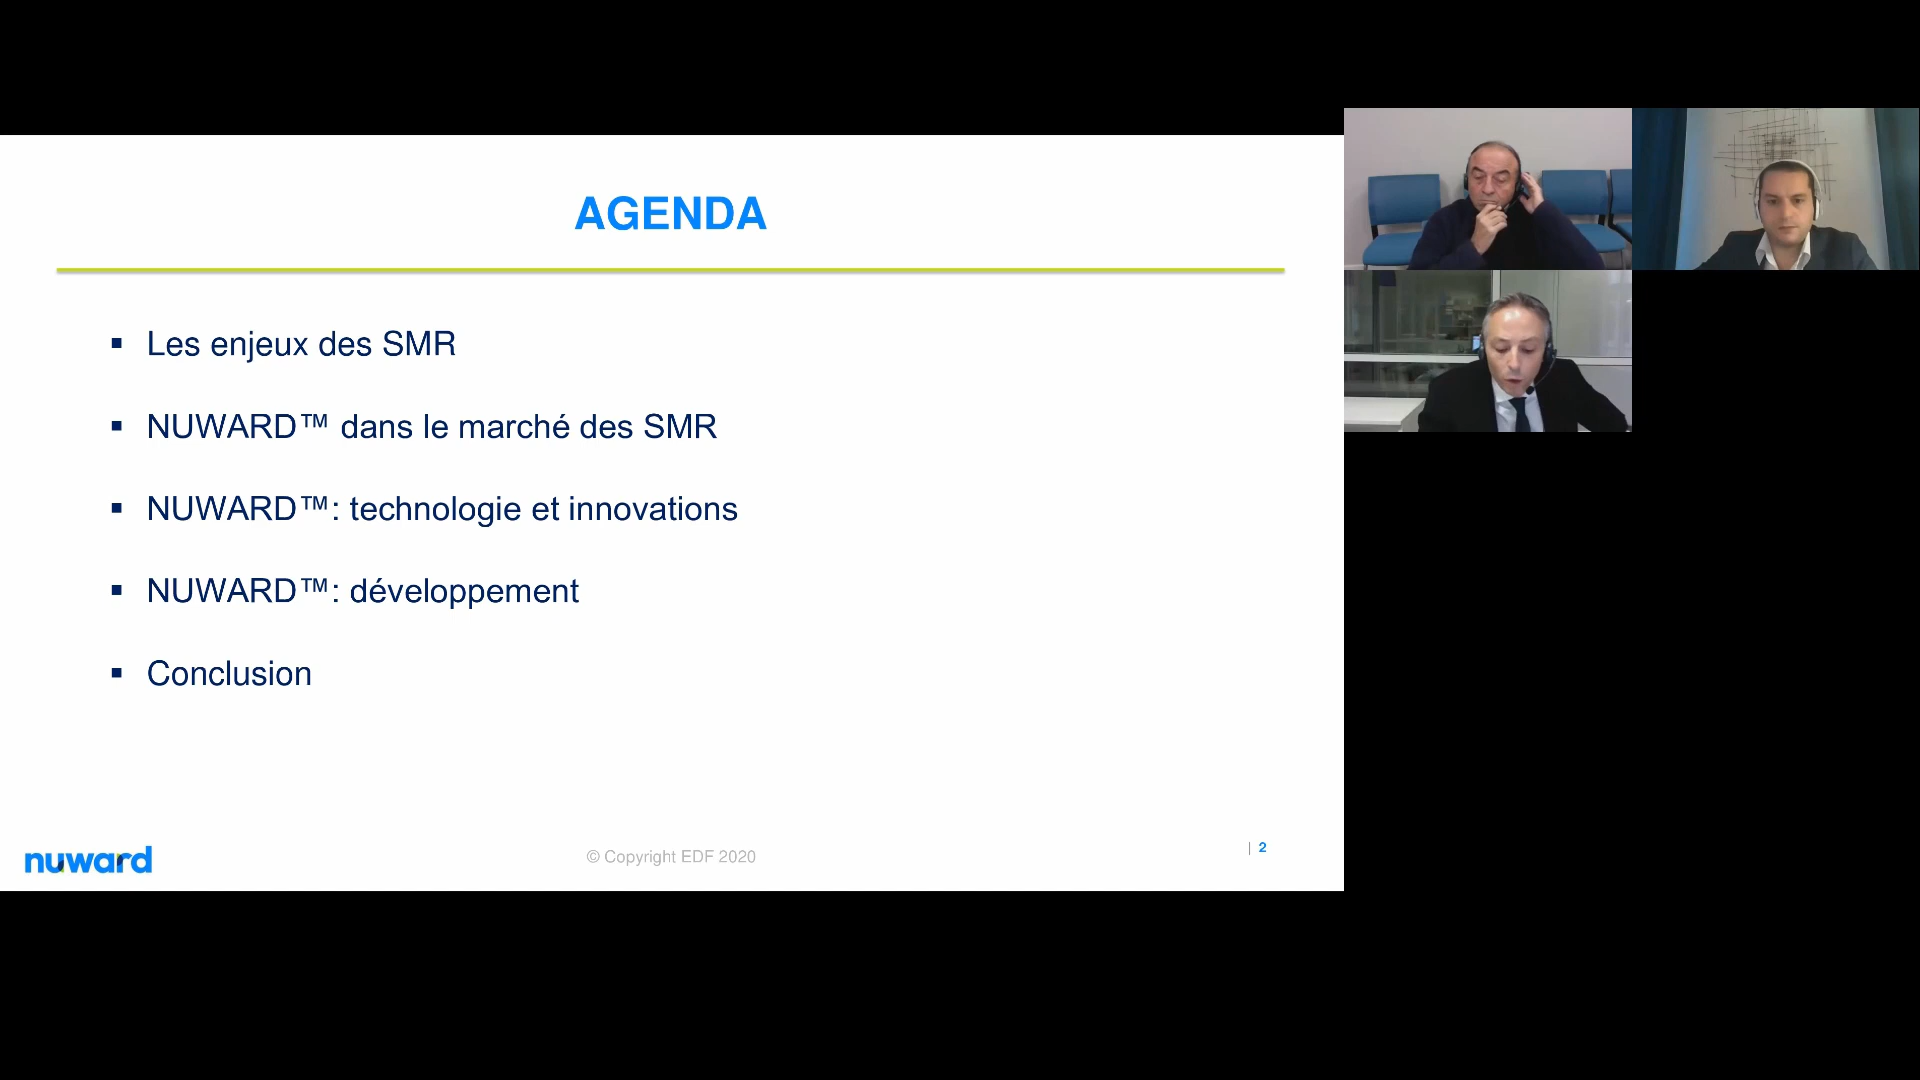 AGENDA
▪ Les enjeux des SMR
▪ NUWARD™ dans le marché des SMR
▪ NUWARD™: technologie et innovations
▪ NUWARD™: développement
▪ Conclusion
nuward
© Copyright EDF 2020
| 2